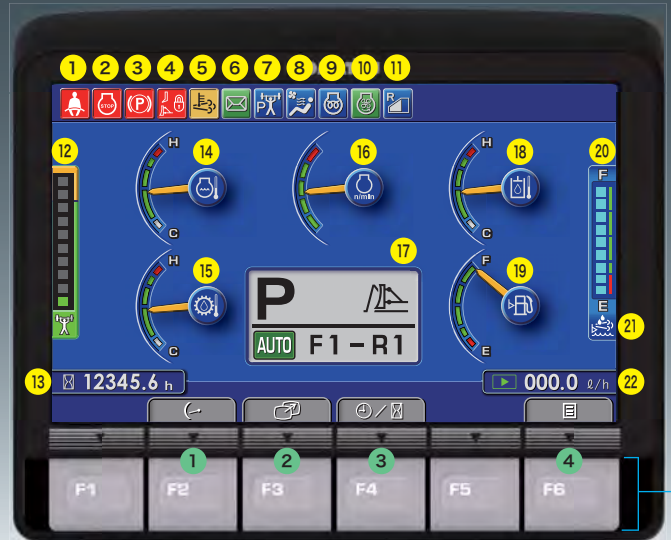 1 2 3 4 5 6 7 8 9 10 11
STOP P P R
12 14 16 18 20
H H F
n/min
C C E
15 17 19 21
H P F
AUTO F1-R1
C E
13 12345.6 h 000.0 ℓ/h 22
1 2 3 4
F1 F2 F3 F4 F5 F6